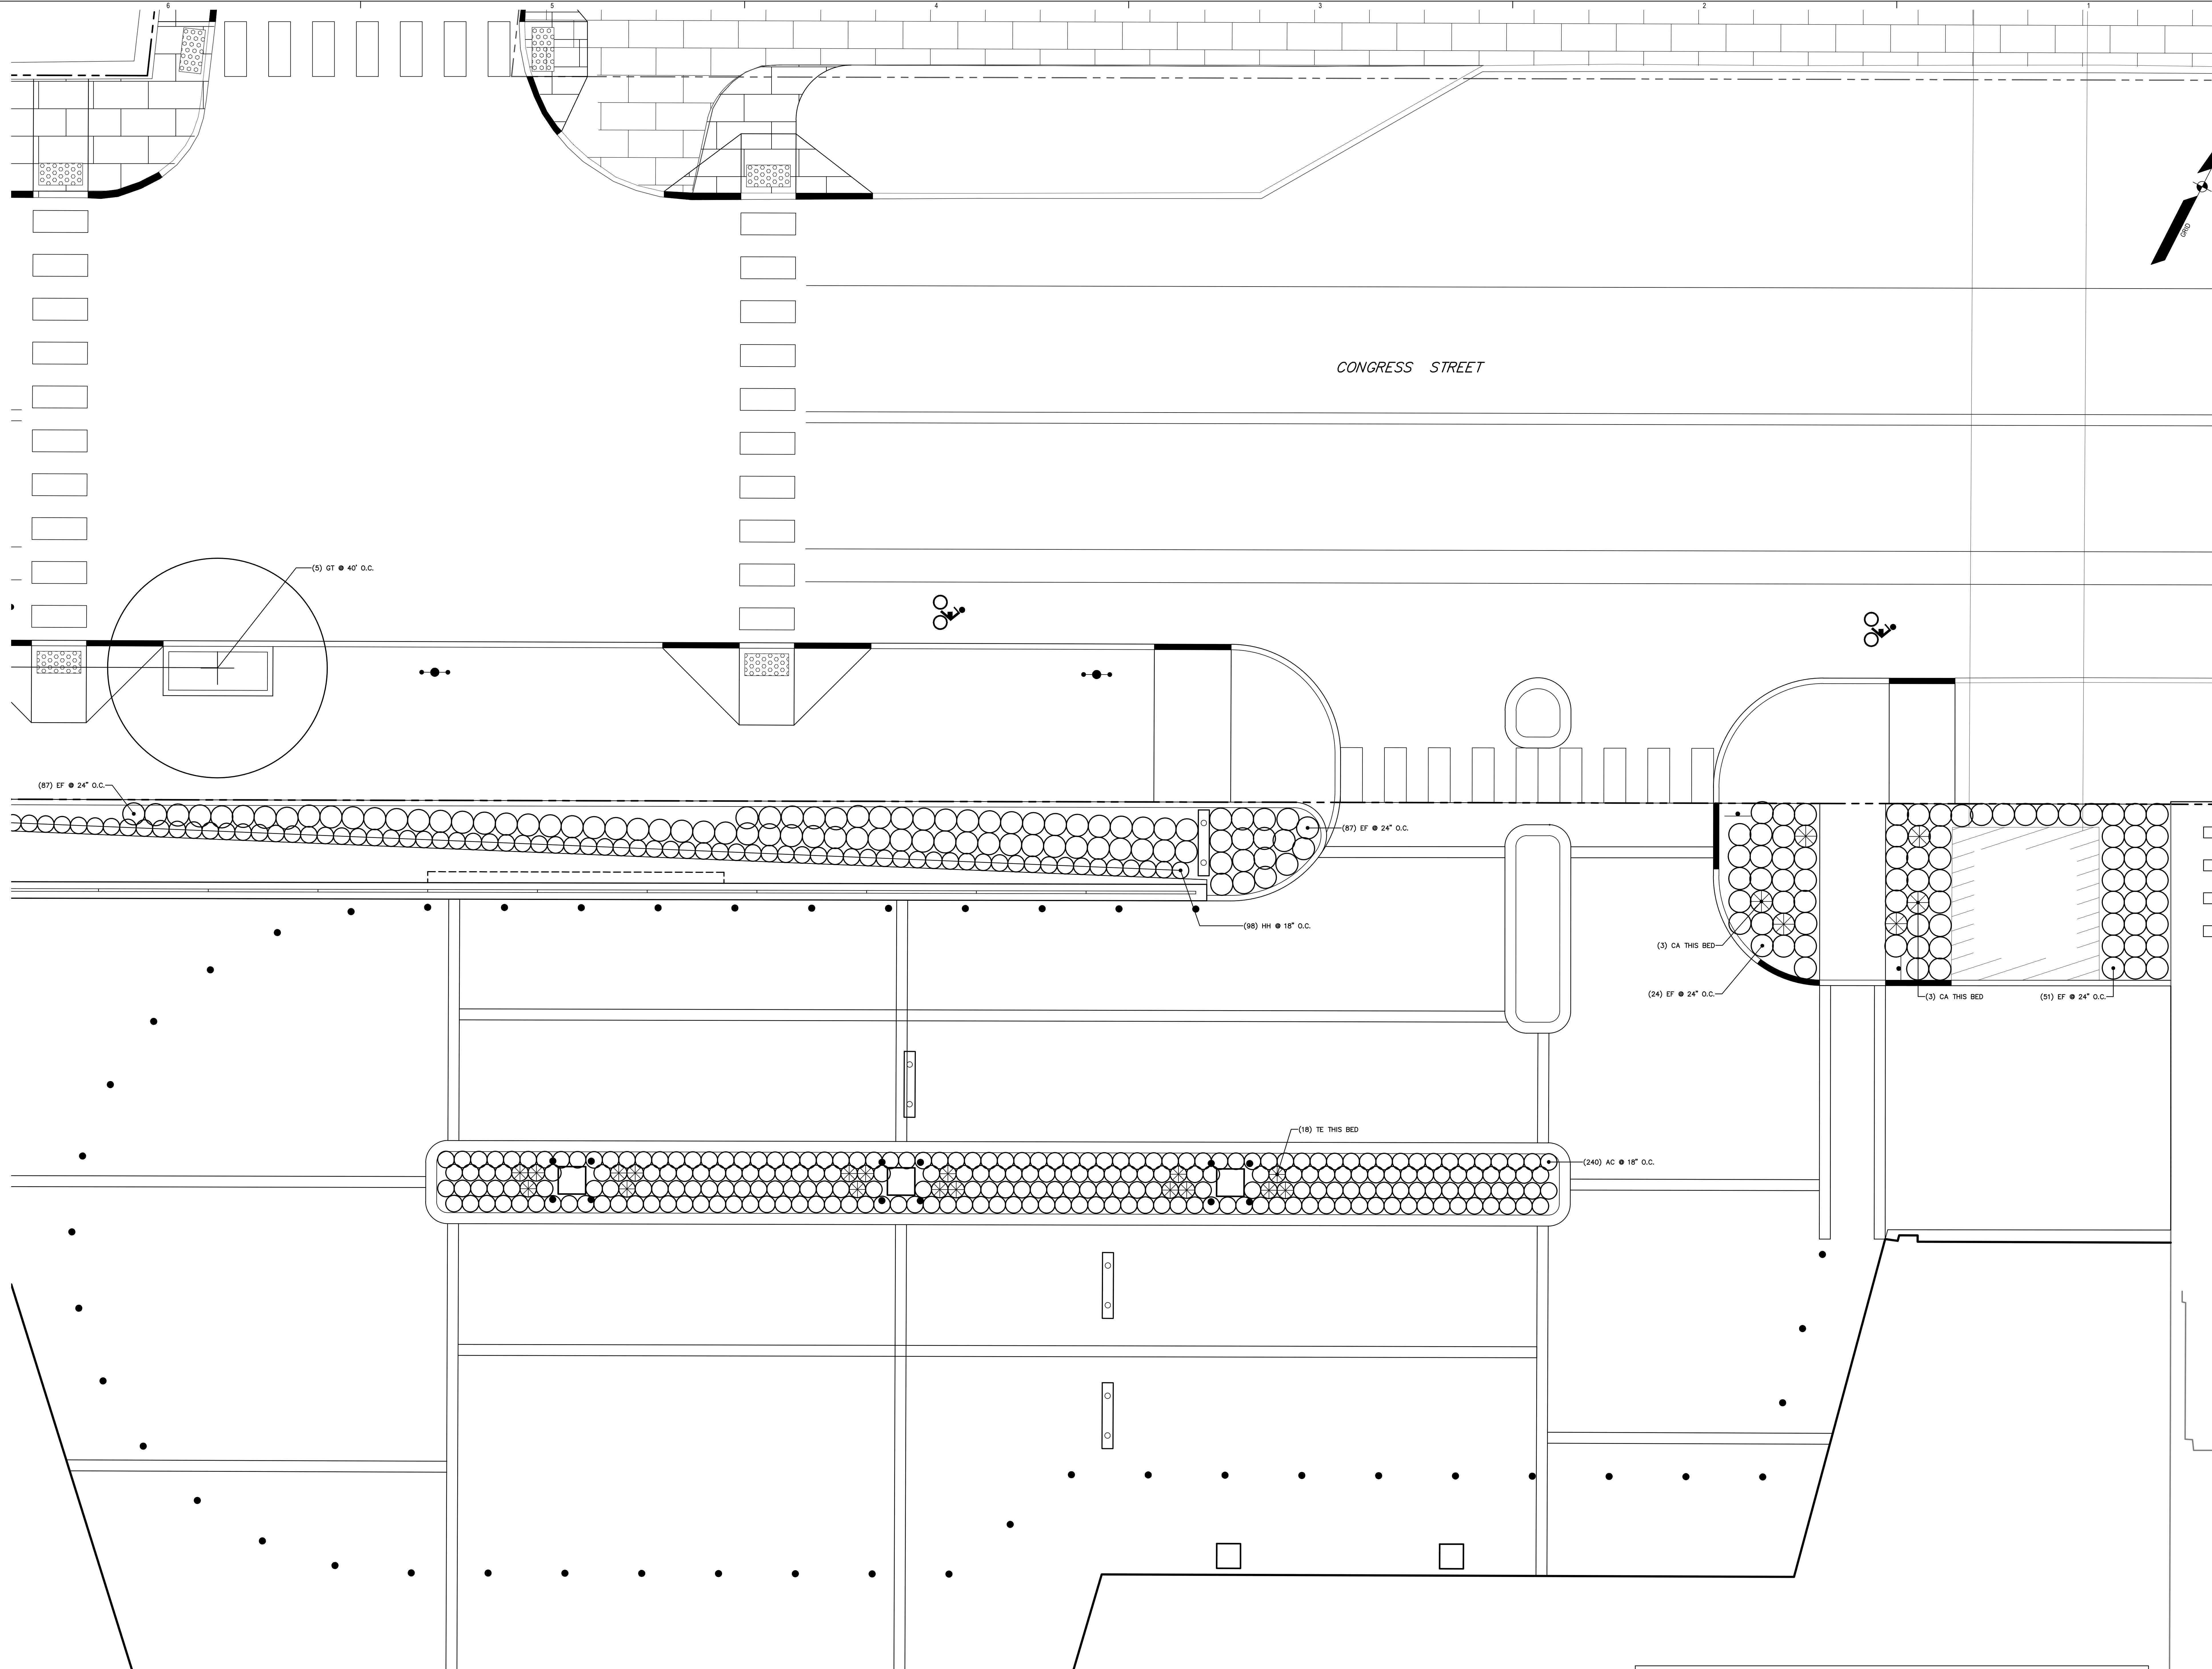 6 5 4 3 2 1
GRID
CONGRESS STREET
(5) GT @ 40' O.C.
(87) EF @ 24" O.C.
(87) EF @ 24" O.C.
(98) HH @ 18" O.C.
(3) CA THIS BED
(24) EF @ 24" O.C.
(3) CA THIS BED
(51) EF @ 24" O.C.
(18) TE THIS BED
(240) AC @ 18" O.C.